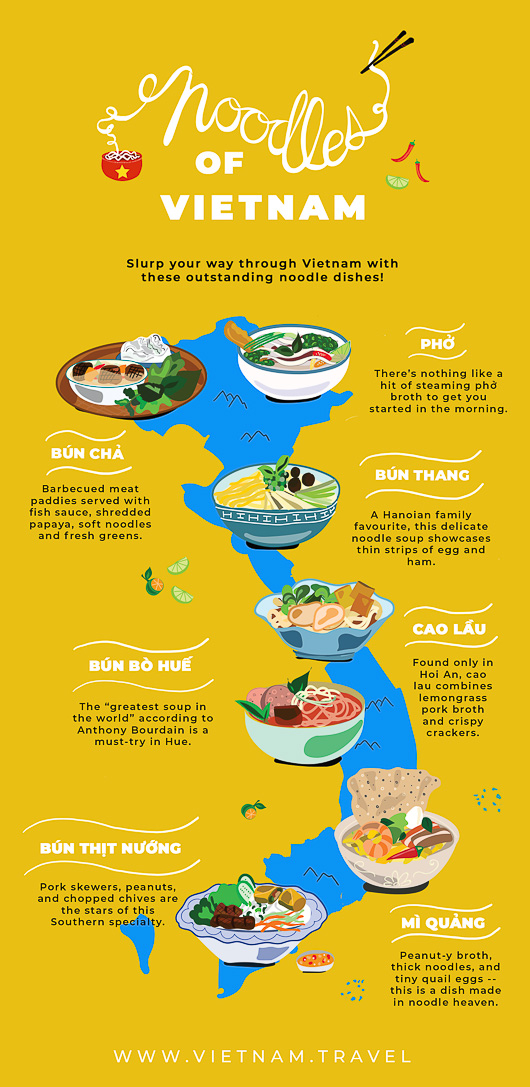 Noodles
OF
VIETNAM
Slurp your way through Vietnam with
these outstanding noodle dishes!
PHỞ
There's nothing like a
hit of steaming phở
broth to get you
started in the morning.
BÚN CHẢ
Barbecued meat
paddies served with
fish sauce, shredded
papaya, soft noodles
and fresh greens.
BÚN THANG
A Hanoian family
favourite, this delicate
noodle soup showcases
thin strips of egg and
ham.
CAO LẦU
Found only in
Hoi An, cao
lau combines
lemongrass
pork broth
and crispy
crackers.
BÚN BÒ HUẾ
The “greatest soup in
the world” according to
Anthony Bourdain is a
must-try in Hue.
BÚN THỊT NƯỚNG
Pork skewers, peanuts,
and chopped chives are
the stars of this
Southern specialty.
MÌ QUẢNG
Peanut-y broth,
thick noodles, and
tiny quail eggs --
this is a dish made
in noodle heaven.
WWW.VIETNAM.TRAVEL